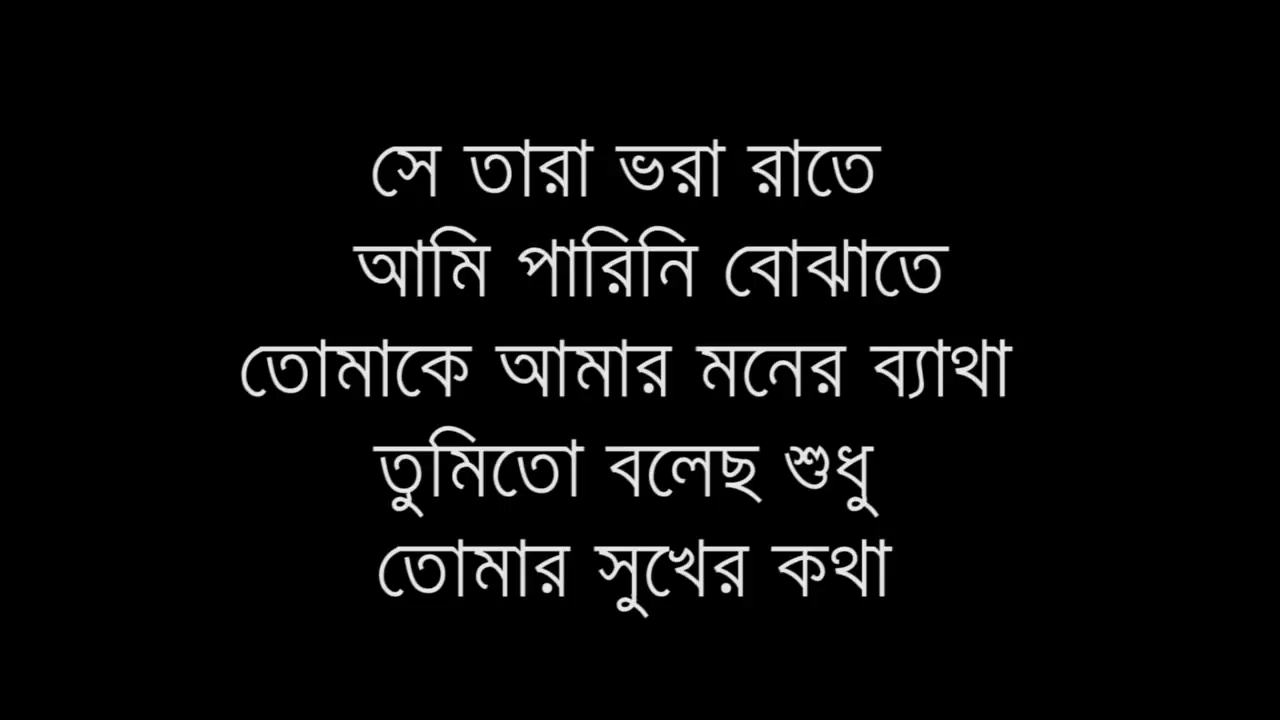 সে তারা ভরা রাতে
আমি পারিনি বোঝাতে
তোমাকে আমার মনের ব্যাথা
তুমিতো বলেছ শুধু
তোমার সুখের কথা